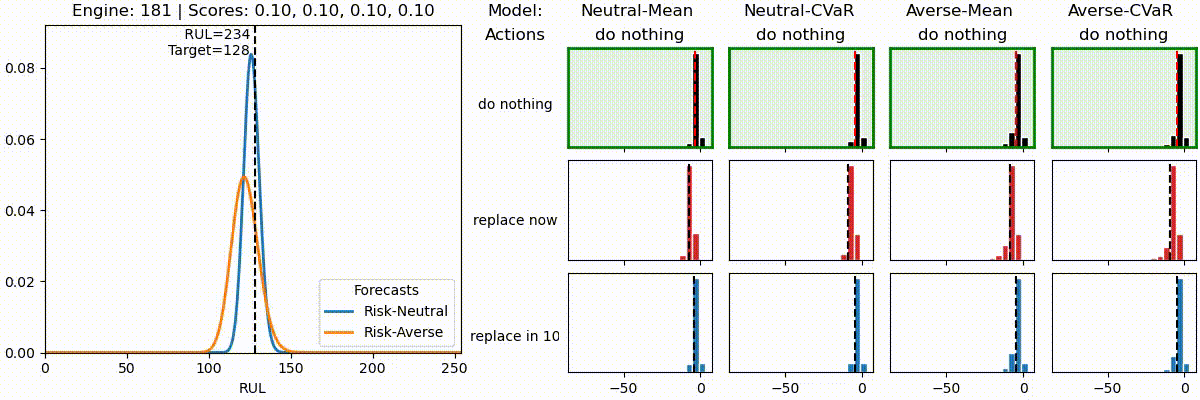 Engine: 181 | Scores: 0.10, 0.10, 0.10, 0.10
RUL=234
Target=128
0.08
0.06
0.04
0.02
0.00
0 50 100 150 200 250
RUL
Forecasts
Risk-Neutral
Risk-Averse
Model: Neutral-Mean Neutral-CVaR Averse-Mean Averse-CVaR
Actions do nothing do nothing do nothing do nothing
do nothing
replace now
replace in 10
−50 0 −50 0 −50 0 −50 0